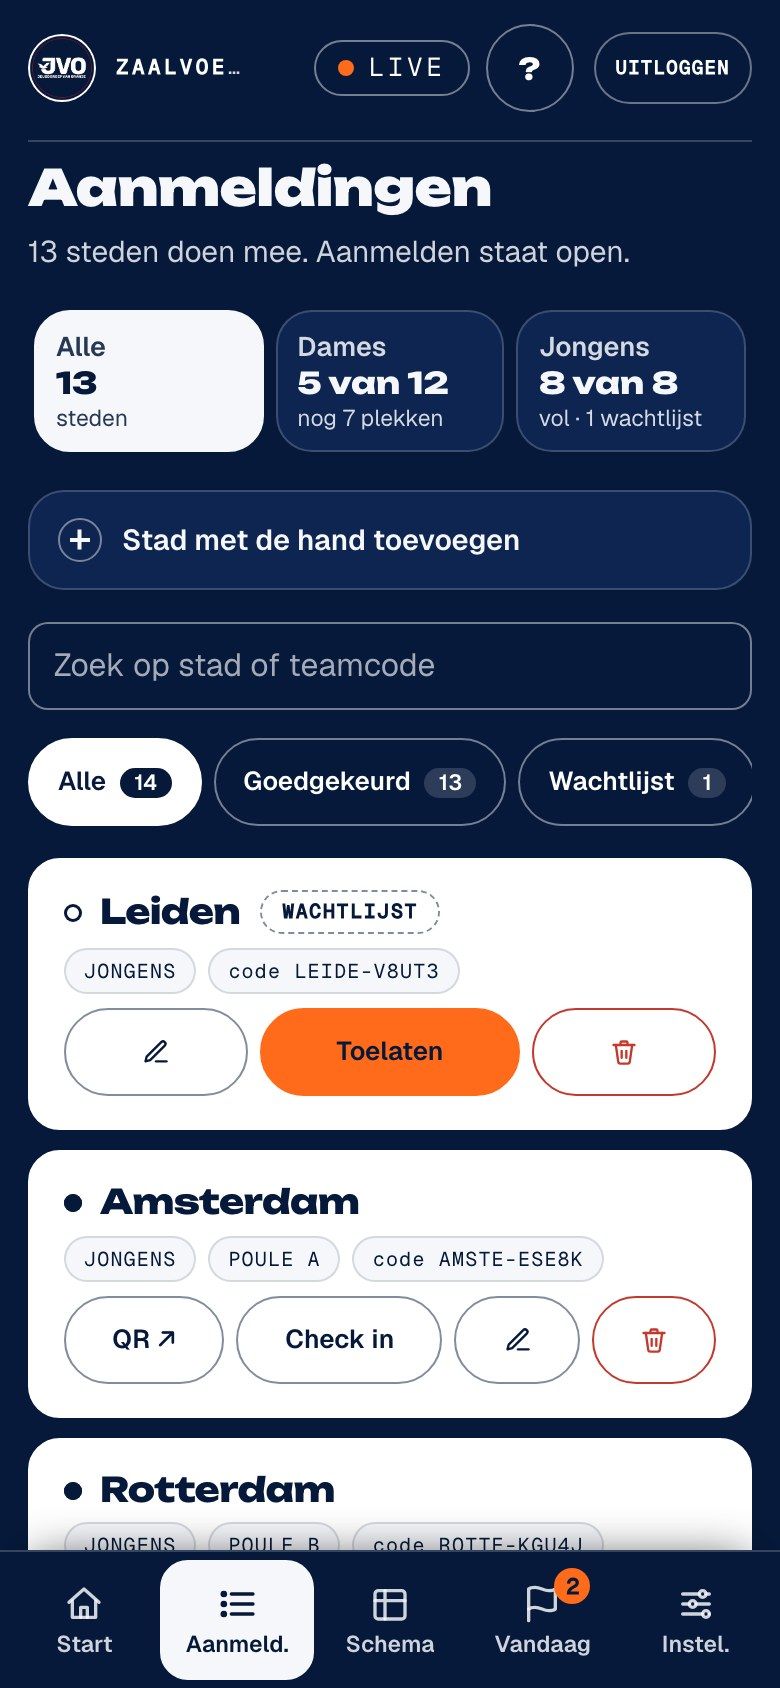 JVO
ZAALVOE…
LIVE
?
UITLOGGEN
Aanmeldingen
13 steden doen mee. Aanmelden staat open.
Alle
13
steden
Dames
5 van 12
nog 7 plekken
Jongens
8 van 8
vol · 1 wachtlijst
Stad met de hand toevoegen
Zoek op stad of teamcode
Alle 14
Goedgekeurd 13
Wachtlijst 1
Leiden WACHTLIJST
JONGENS code LEIDE-V8UT3
Toelaten
Amsterdam
JONGENS POULE A code AMSTE-ESE8K
QR ↗ Check in
Rotterdam
JONGENS POULE B code ROTTE-KGU4J
Start
Aanmeld.
Schema
2
Vandaag
Instel.